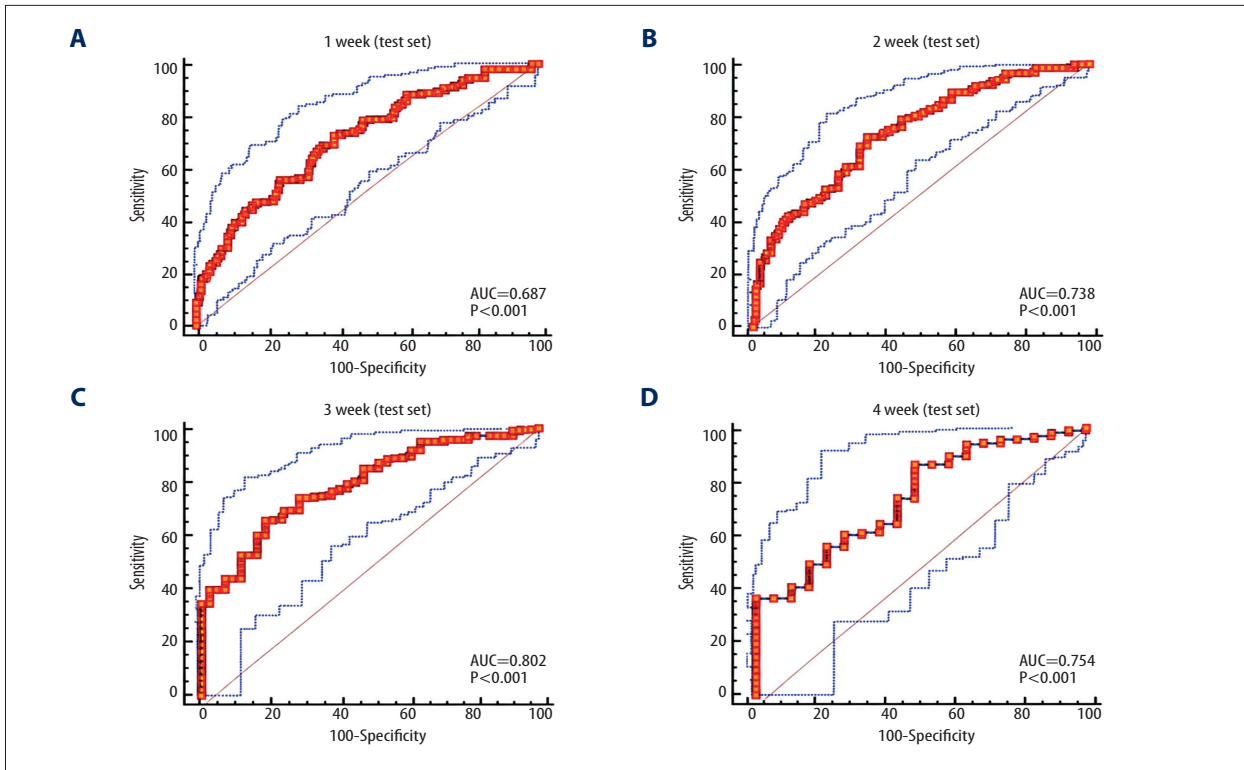 A
1 week (test set)
100
80
60
40
20
0
Sensitivity
AUC=0.687
P<0.001
0 20 40 60 80 100
100-Specificity
B
2 week (test set)
100
80
60
40
20
0
Sensitivity
AUC=0.738
P<0.001
0 20 40 60 80 100
100-Specificity
C
3 week (test set)
100
80
60
40
20
0
Sensitivity
AUC=0.802
P<0.001
0 20 40 60 80 100
100-Specificity
D
4 week (test set)
100
80
60
40
20
0
Sensitivity
AUC=0.754
P<0.001
0 20 40 60 80 100
100-Specificity